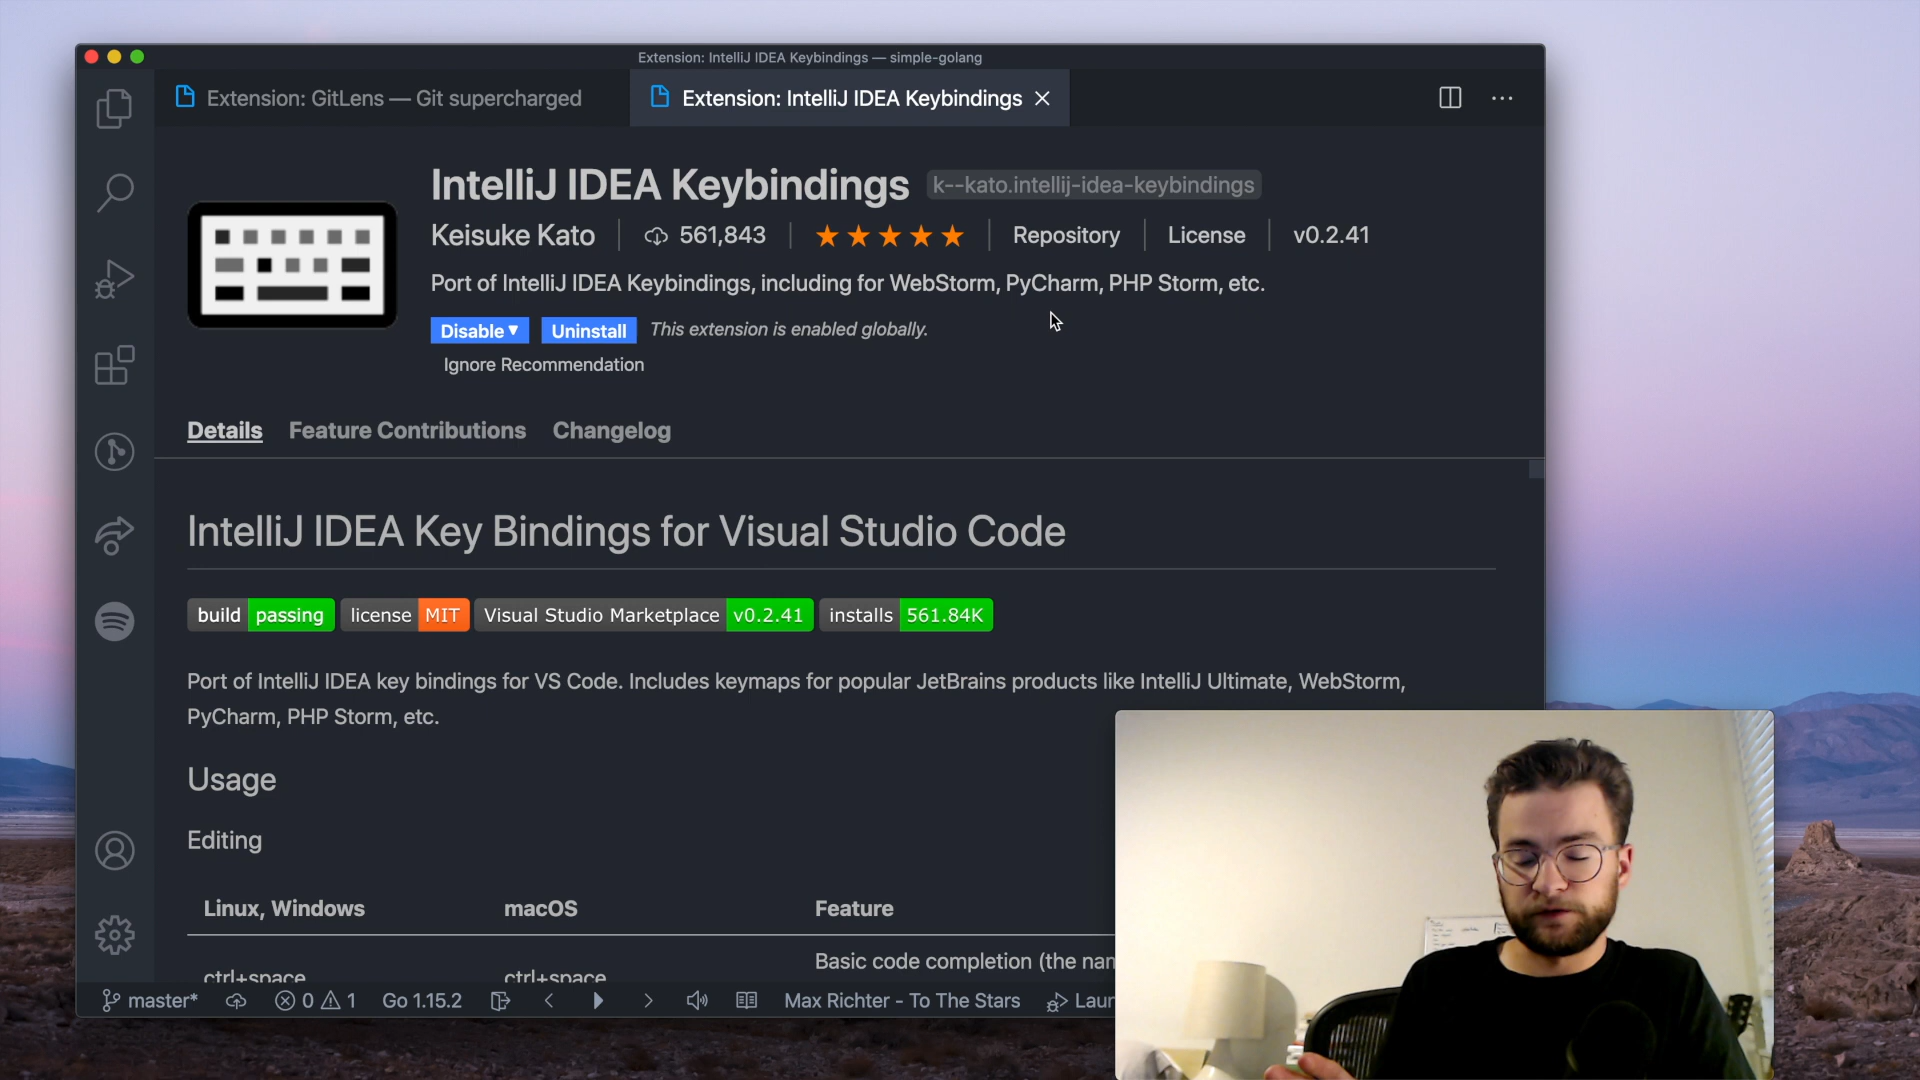 Extension: IntelliJ IDEA Keybindings — simple-golang
Extension: GitLens — Git supercharged
Extension: IntelliJ IDEA Keybindings
IntelliJ IDEA Keybindings k--kato.intellij-idea-keybindings
Keisuke Kato 561,843 Repository License v0.2.41
Port of IntelliJ IDEA Keybindings, including for WebStorm, PyCharm, PHP Storm, etc.
Disable Uninstall This extension is enabled globally.
Ignore Recommendation
Details Feature Contributions Changelog
IntelliJ IDEA Key Bindings for Visual Studio Code
build passing license MIT Visual Studio Marketplace v0.2.41 installs 561.84K
Port of IntelliJ IDEA key bindings for VS Code. Includes keymaps for popular JetBrains products like IntelliJ Ultimate, WebStorm,
PyCharm, PHP Storm, etc.
Usage
Editing
Linux, Windows macOS Feature
ctrl+space ctrl+space Basic code completion (the nam
master* 0 1 Go 1.15.2 Max Richter - To The Stars Laun